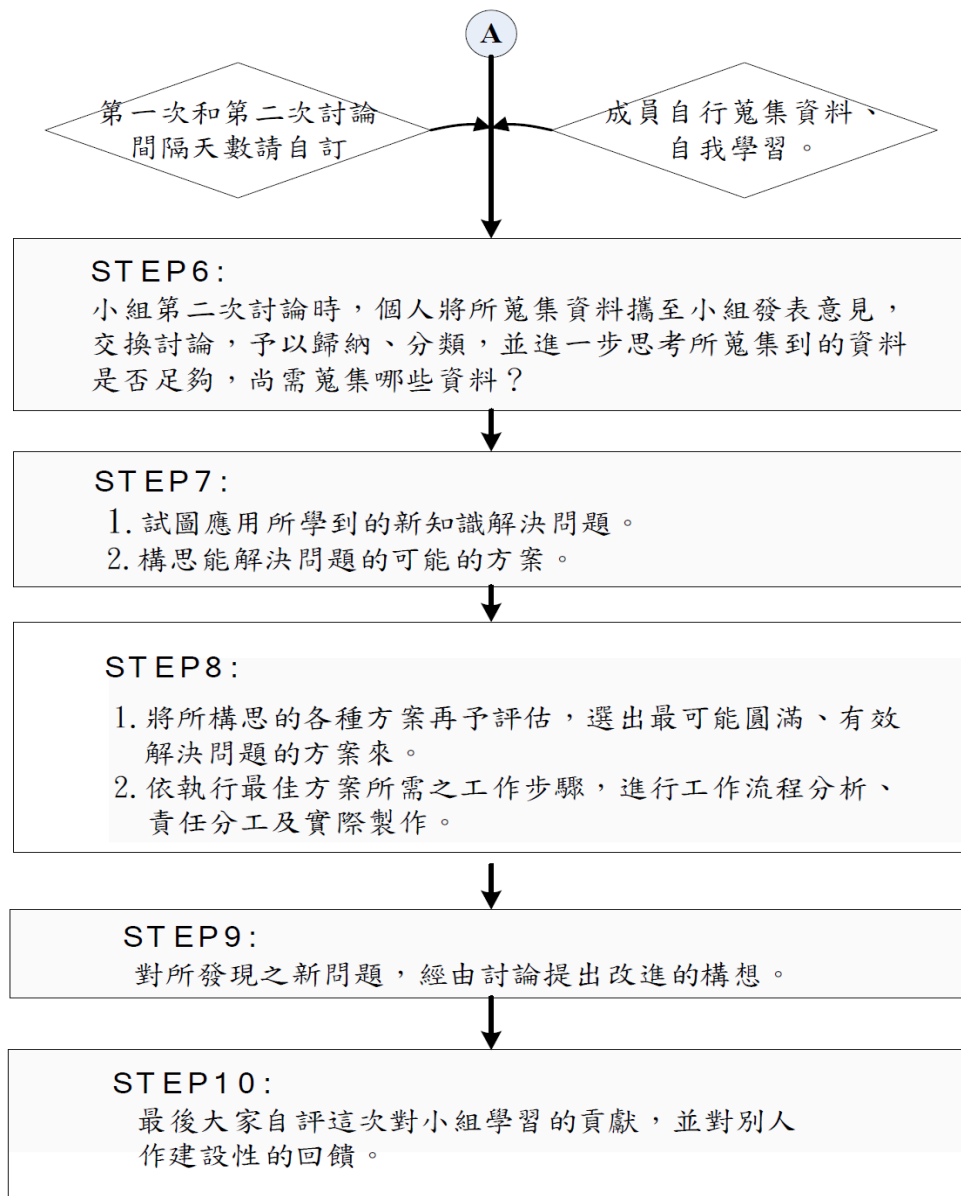 A
第一次和第二次討論
間隔天數請自訂
成員自行蒐集資料、
自我學習。
STEP6:
小組第二次討論時，個人將所蒐集資料攜至小組發表意見，
交換討論，予以歸納、分類，並進一步思考所蒐集到的資料
是否足夠，尚需蒐集哪些資料？
STEP7:
1.試圖應用所學到的新知識解決問題。
2.構思能解決問題的可能的方案。
STEP8:
1.將所構思的各種方案再予評估，選出最可能圓滿、有效
解決問題的方案來。
2.依執行最佳方案所需之工作步驟，進行工作流程分析、
責任分工及實際製作。
STEP9:
對所發現之新問題，經由討論提出改進的構想。
STEP10:
最後大家自評這次對小組學習的貢獻，並對別人
作建設性的回饋。